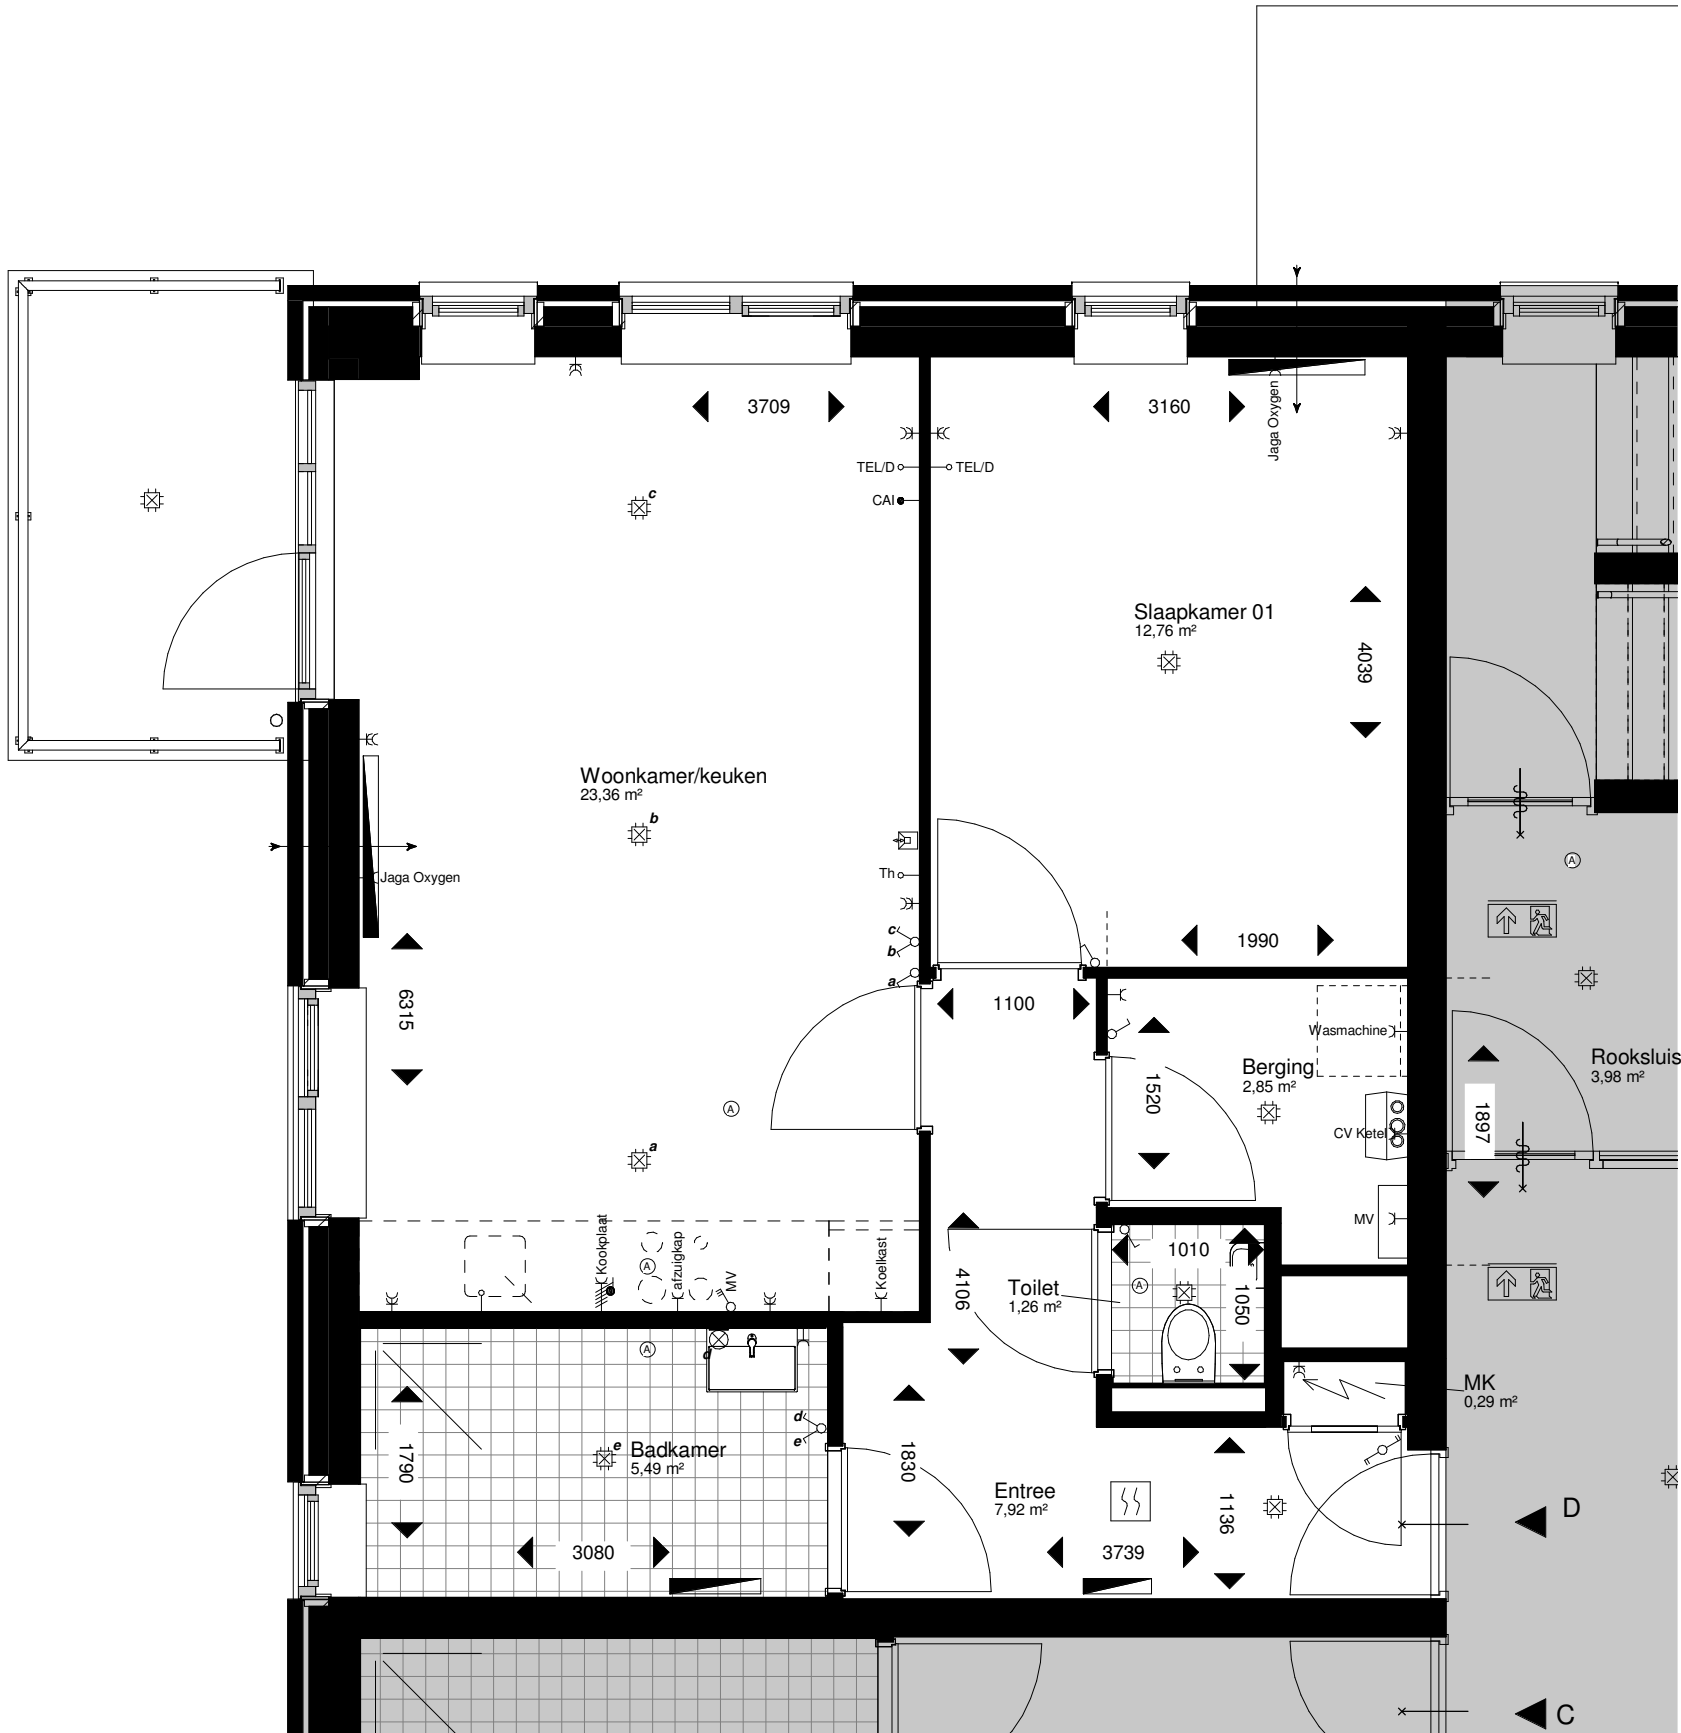 3709
3160
Jaga Oxygen
TEL/D
TEL/D
CAI
c
Slaapkamer 01
12,76 m²
4039
Woonkamer/keuken
23,36 m²
b
A
Jaga Oxygen
Th
c
b
a
1990
1100
6315
Wasmachine
Rooksluis
3,98 m²
Berging
2,85 m²
1520
1897
A
CV Ketel
a
MV
Kookplaat
afzuigkap
A
MV
Koelkast
1010
4106
Toilet
1,26 m²
A
1050
d
A
MK
0,29 m²
1790
d
e
e
Badkamer
5,49 m²
1830
Entree
7,92 m²
1136
D
3080
3739
C